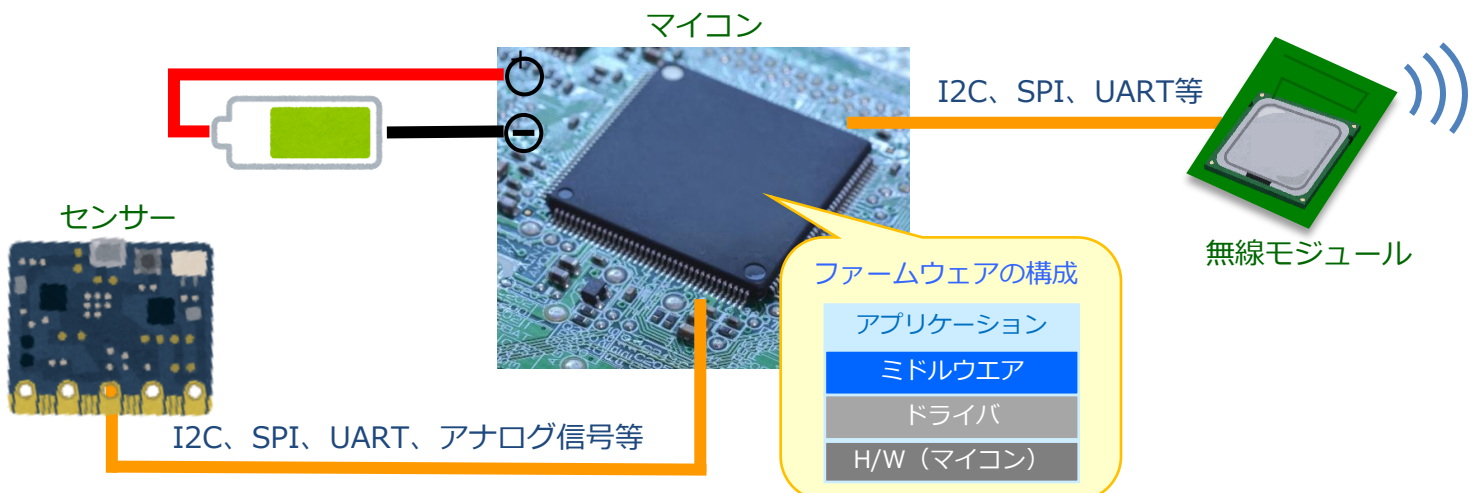 マイコン
+
−
I2C、SPI、UART等
無線モジュール
センサー
I2C、SPI、UART、アナログ信号等
ファームウェアの構成
アプリケーション
ミドルウエア
ドライバ
H/W（マイコン）